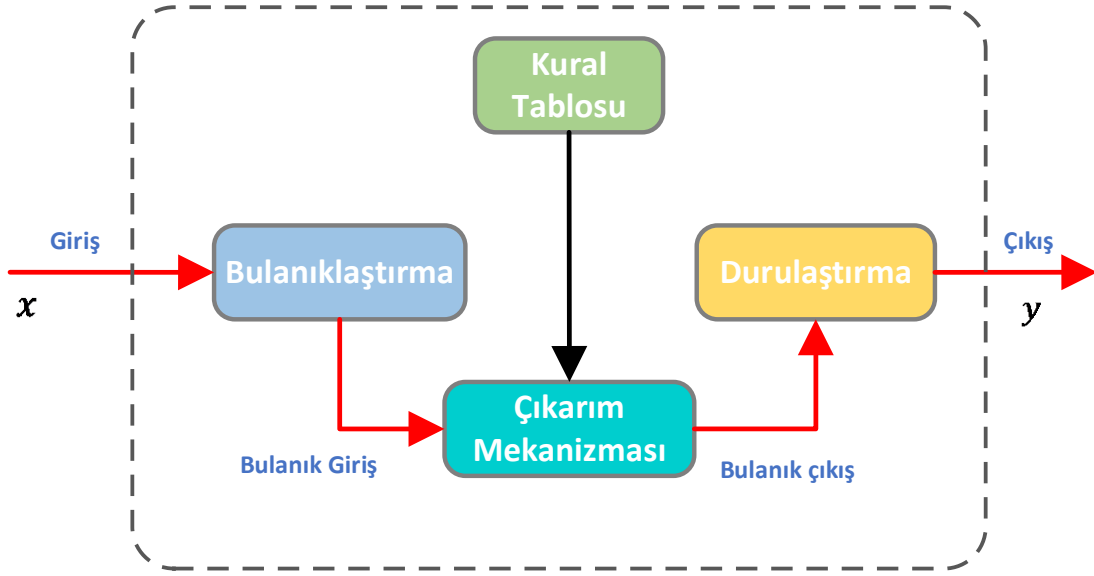 Kural
Tablosu
Giriş
x
Bulanıklaştırma
Durulaştırma
Çıkış
y
Çıkarım
Mekanizması
Bulanık Giriş
Bulanık çıkış